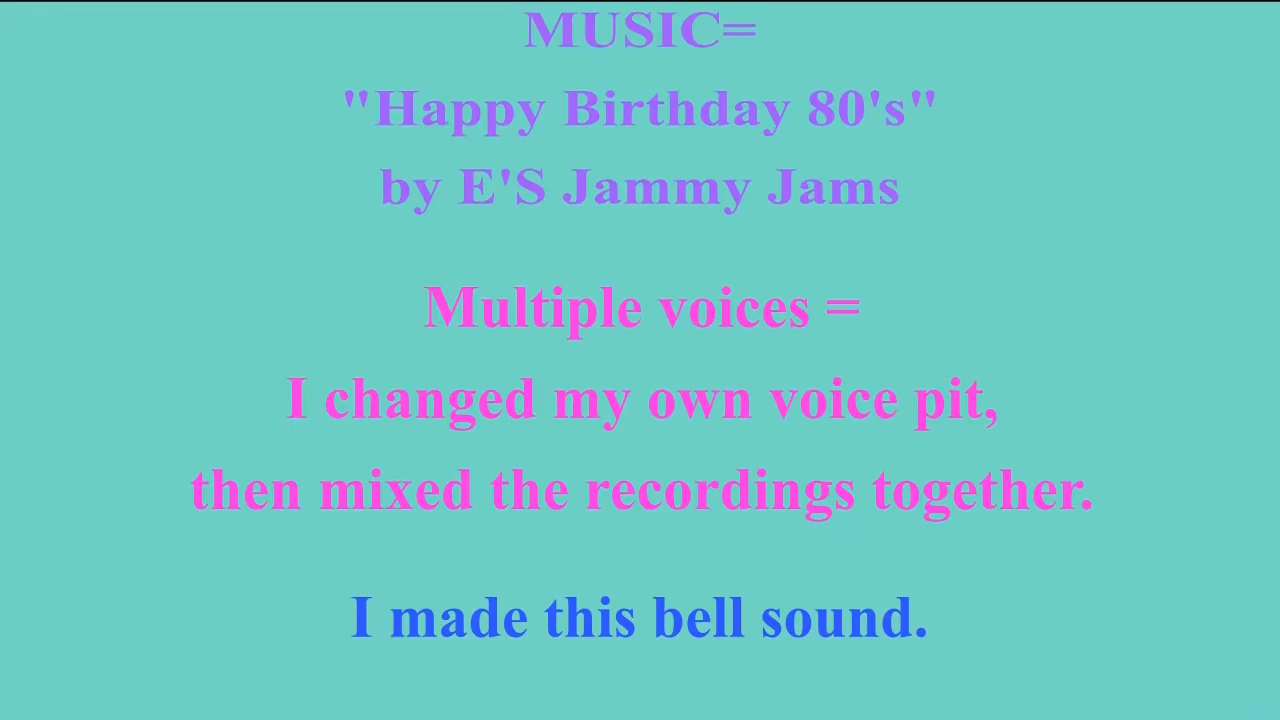 MUSIC=
"Happy Birthday 80's"
by E'S Jammy Jams
Multiple voices =
I changed my own voice pit,
then mixed the recordings together.
I made this bell sound.